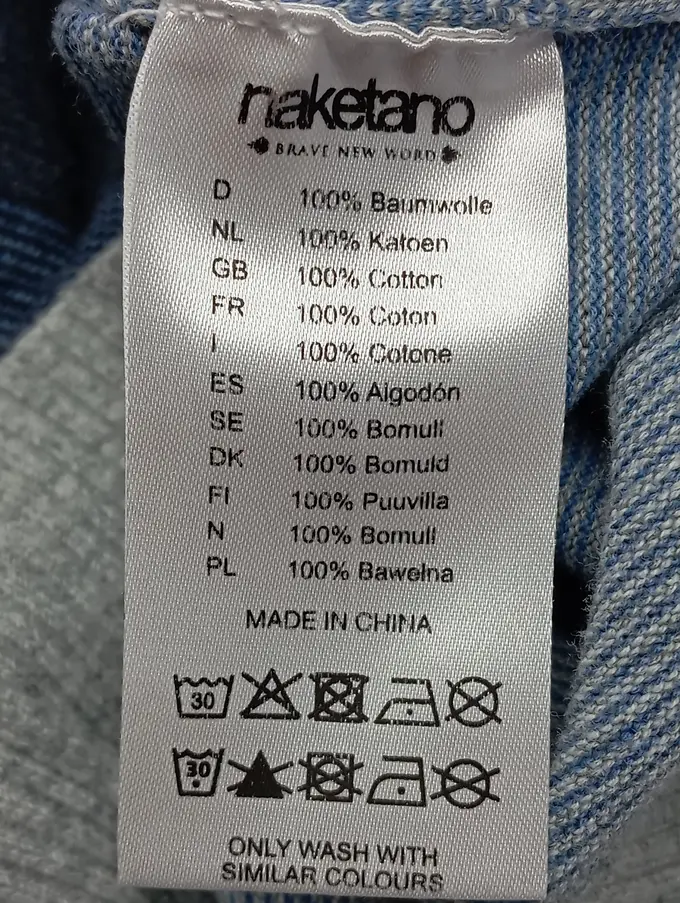 naketano
BRAVE NEW WORD
D 100% Baumwolle
NL 100% Katoen
GB 100% Cotton
FR 100% Coton
I 100% Cotone
ES 100% Algodón
SE 100% Bomull
DK 100% Bomuld
FI 100% Puuvilla
N 100% Bomull
PL 100% Bawełna
MADE IN CHINA
30
30
ONLY WASH WITH
SIMILAR COLOURS